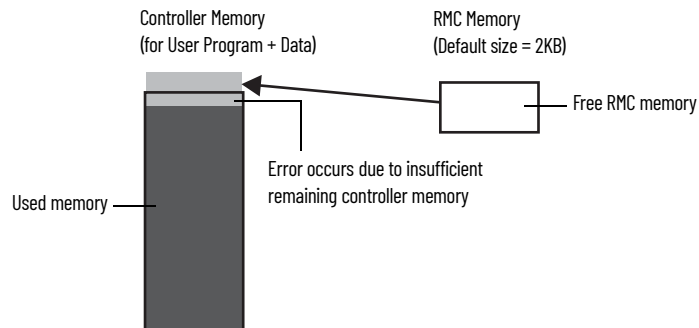 Controller Memory
(for User Program + Data)
RMC Memory
(Default size = 2KB)
Free RMC memory
Error occurs due to insufficient
remaining controller memory
Used memory